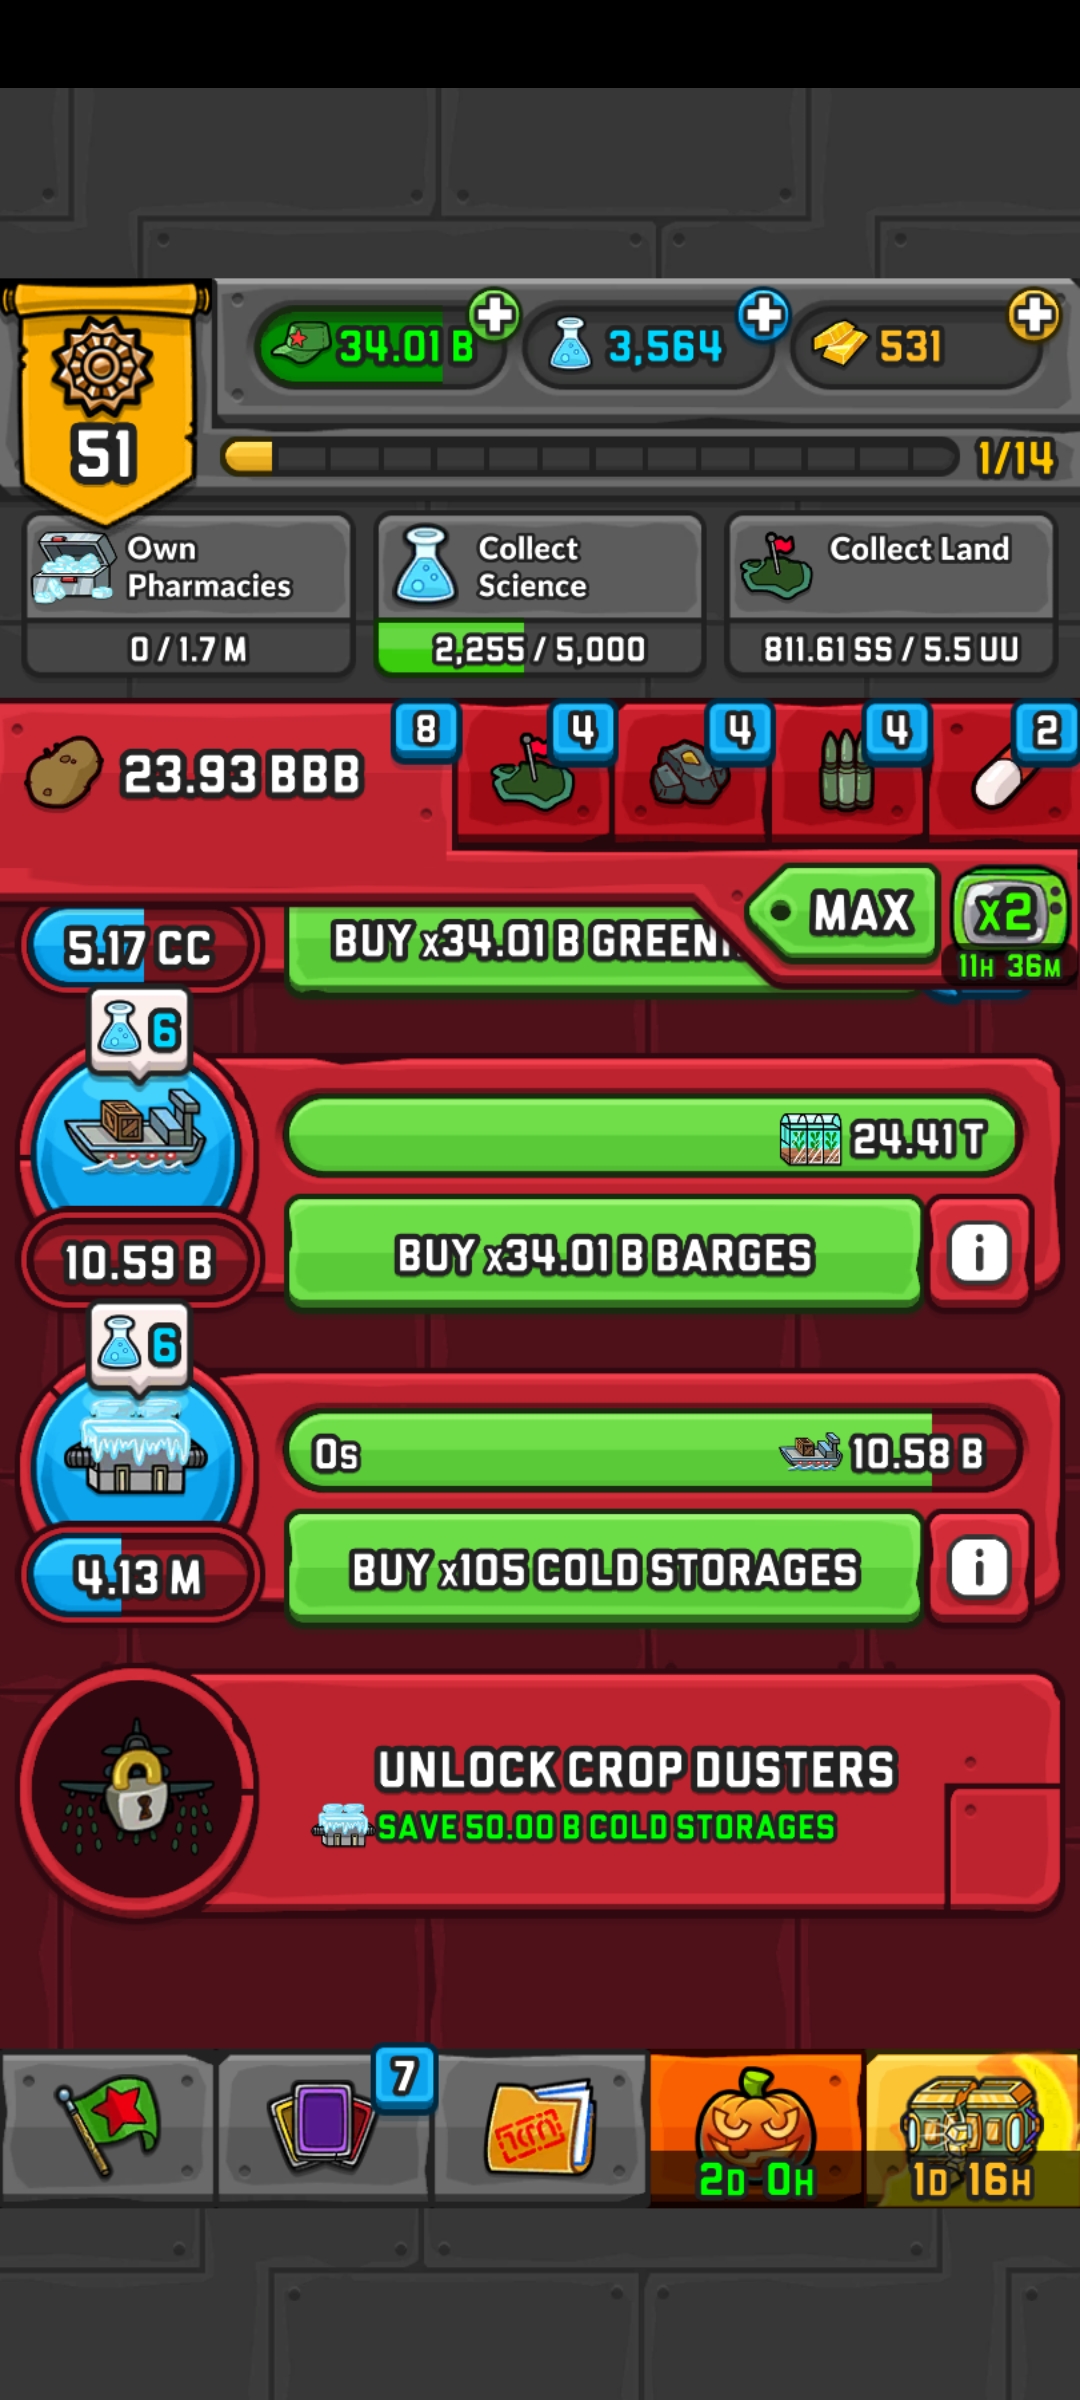 34.01 B
3,564
531
51
1/14
Own
Pharmacies
0 / 1.7 M
Collect
Science
2,255 / 5,000
Collect Land
811.61 SS / 5.5 UU
23.93 BBB
8
4
4
4
2
MAX
x2
11H 36M
5.17 CC
BUY x34.01 B GREEN
6
24.41 T
10.59 B
BUY x34.01 B BARGES
i
6
0s
10.58 B
4.13 M
BUY x105 COLD STORAGES
i
UNLOCK CROP DUSTERS
SAVE 50.00 B COLD STORAGES
7
2D 0H
1D 16H